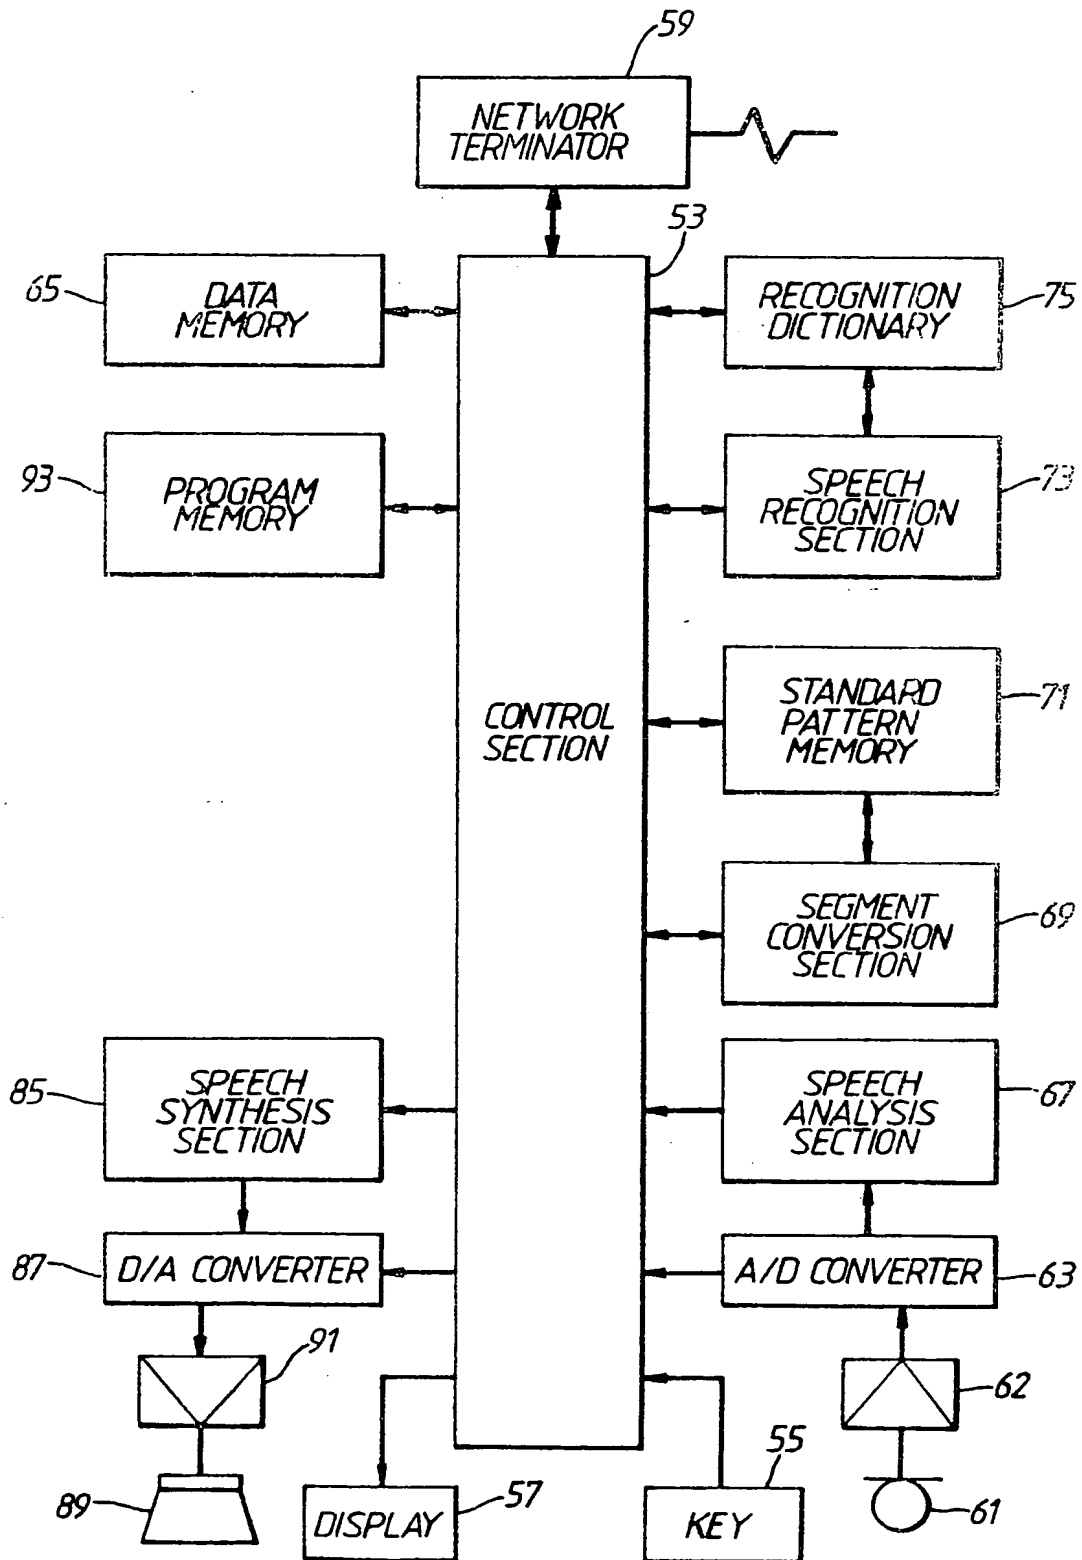 59
NETWORK
TERMINATOR
53
65
DATA
MEMORY
RECOGNITION
DICTIONARY
75
93
PROGRAM
MEMORY
SPEECH
RECOGNITION
SECTION
73
CONTROL
SECTION
STANDARD
PATTERN
MEMORY
71
SEGMENT
CONVERSION
SECTION
69
85
SPEECH
SYNTHESIS
SECTION
SPEECH
ANALYSIS
SECTION
67
87
D/A CONVERTER
A/D CONVERTER
63
91
62
89
DISPLAY
57
KEY
55
61